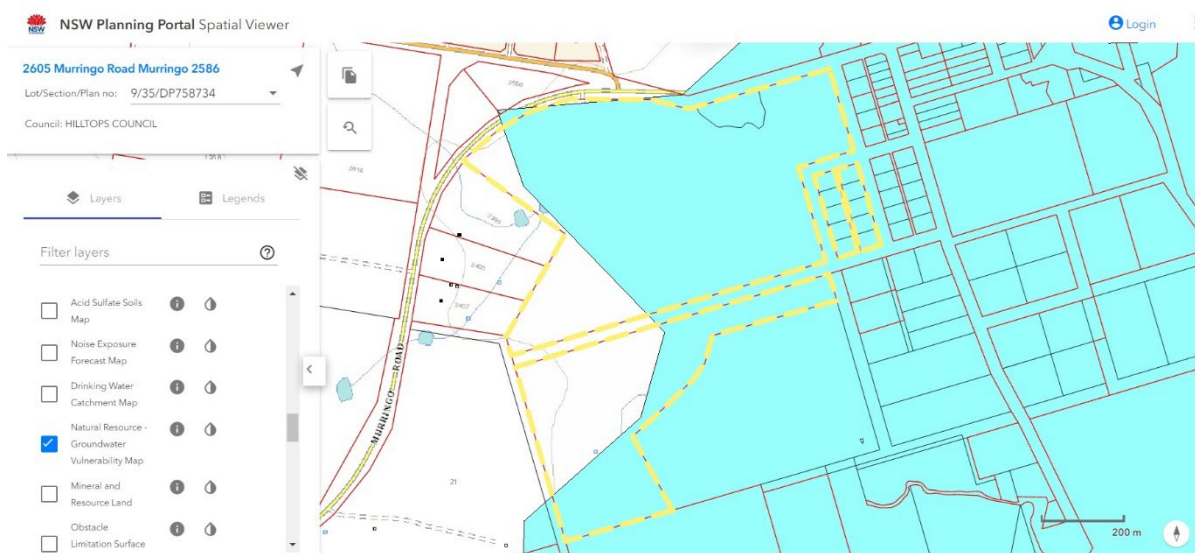 NSW
NSW Planning Portal Spatial Viewer
Login
2605 Murringo Road Murringo 2586
Lot/Section/Plan no: 9/35/DP758734
Council: HILLTOPS COUNCIL
Layers
Legends
Filter layers
Acid Sulfate Soils
Map
Noise Exposure
Forecast Map
Drinking Water
Catchment Map
Natural Resource -
Groundwater
Vulnerability Map
Mineral and
Resource Land
Obstacle
Limitation Surface
MURRINGO ROAD
21
200 m